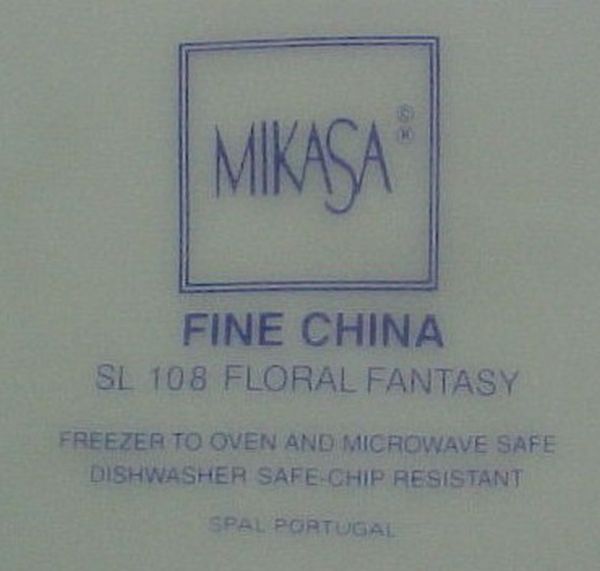 MIKASA
©
®
FINE CHINA
SL 108 FLORAL FANTASY
FREEZER TO OVEN AND MICROWAVE SAFE
DISHWASHER SAFE-CHIP RESISTANT
SPAL PORTUGAL